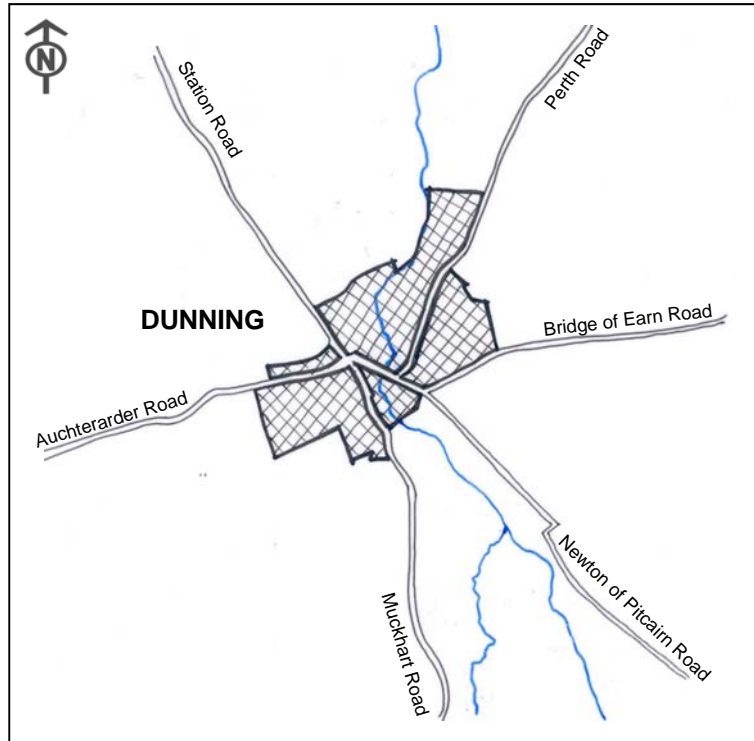 N
Station Road
Perth Road
DUNNING
Bridge of Earn Road
Auchterarder Road
Newton of Pitcairn Road
Muckhart Road